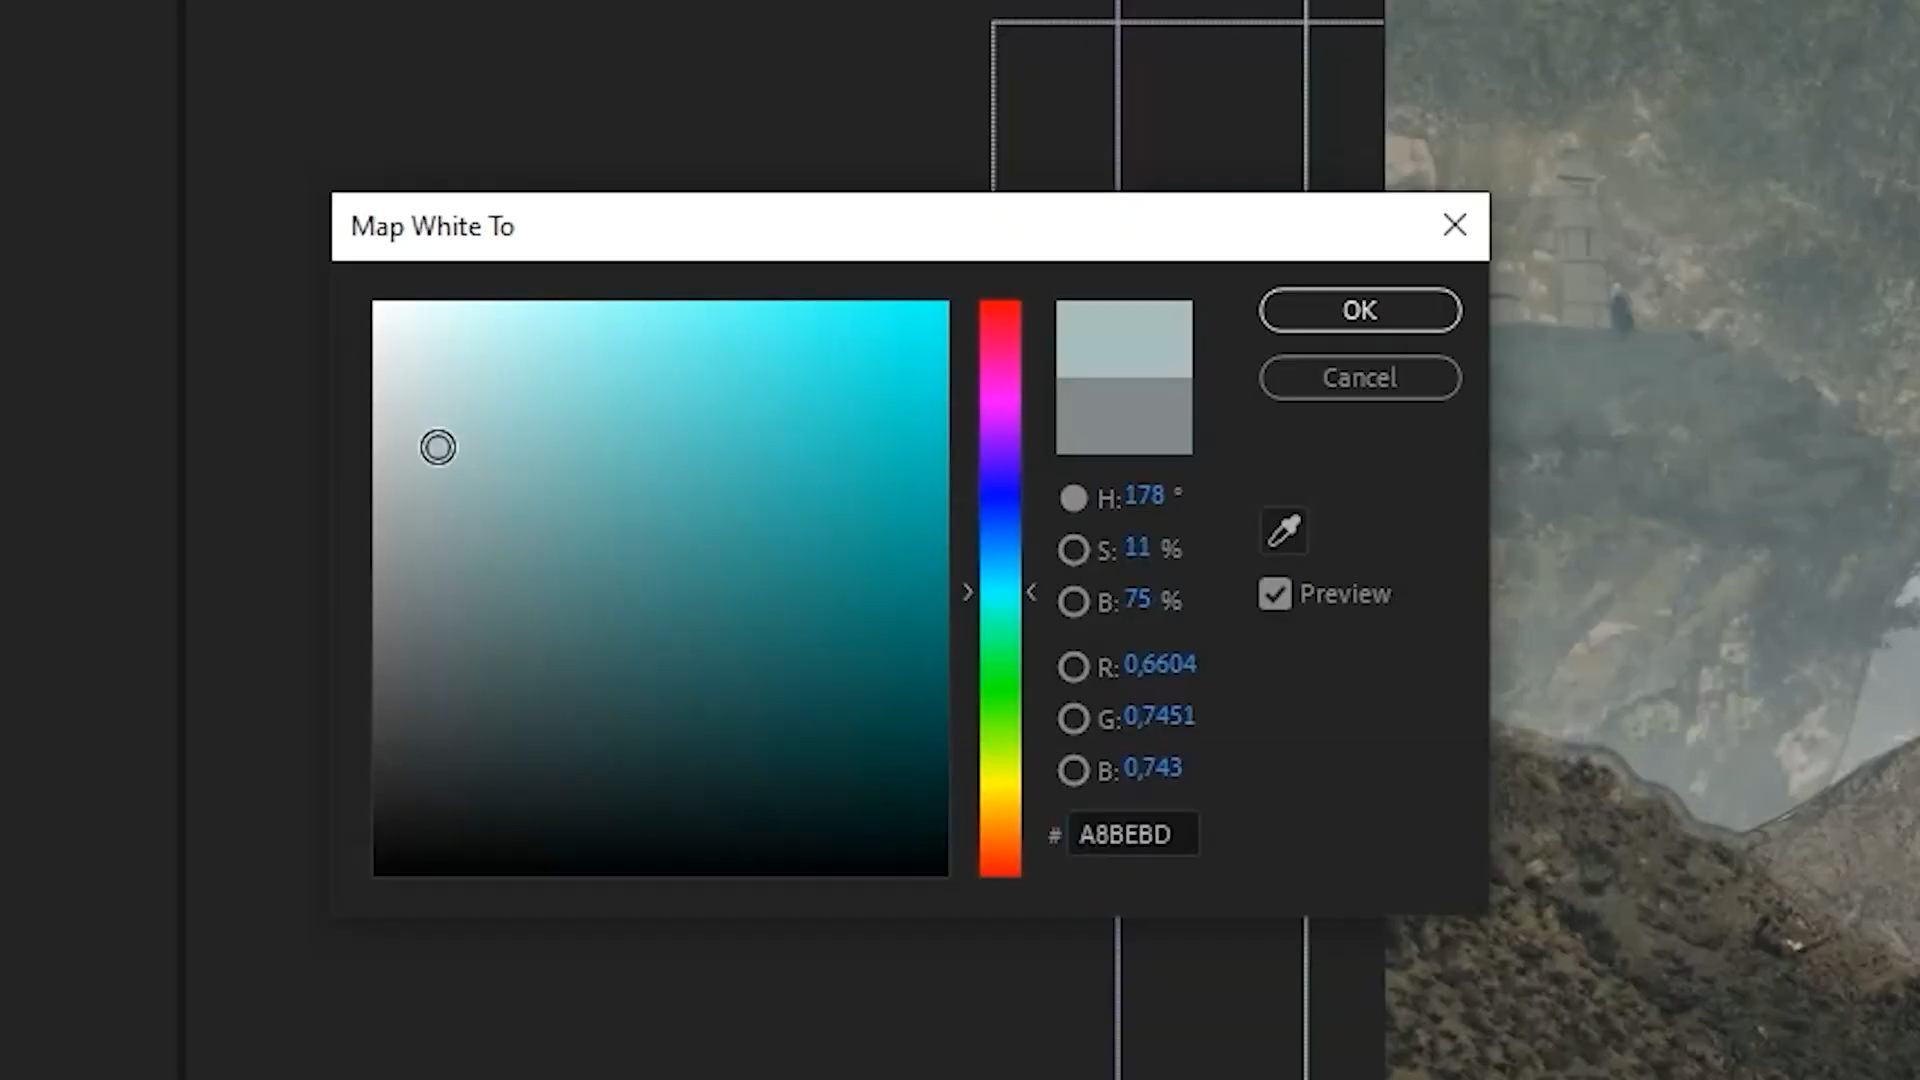 Map White To
OK
Cancel
H: 178 °
S: 11 %
B: 75 %
Preview
R: 0,6604
G: 0,7451
B: 0,743
# A8BEBD